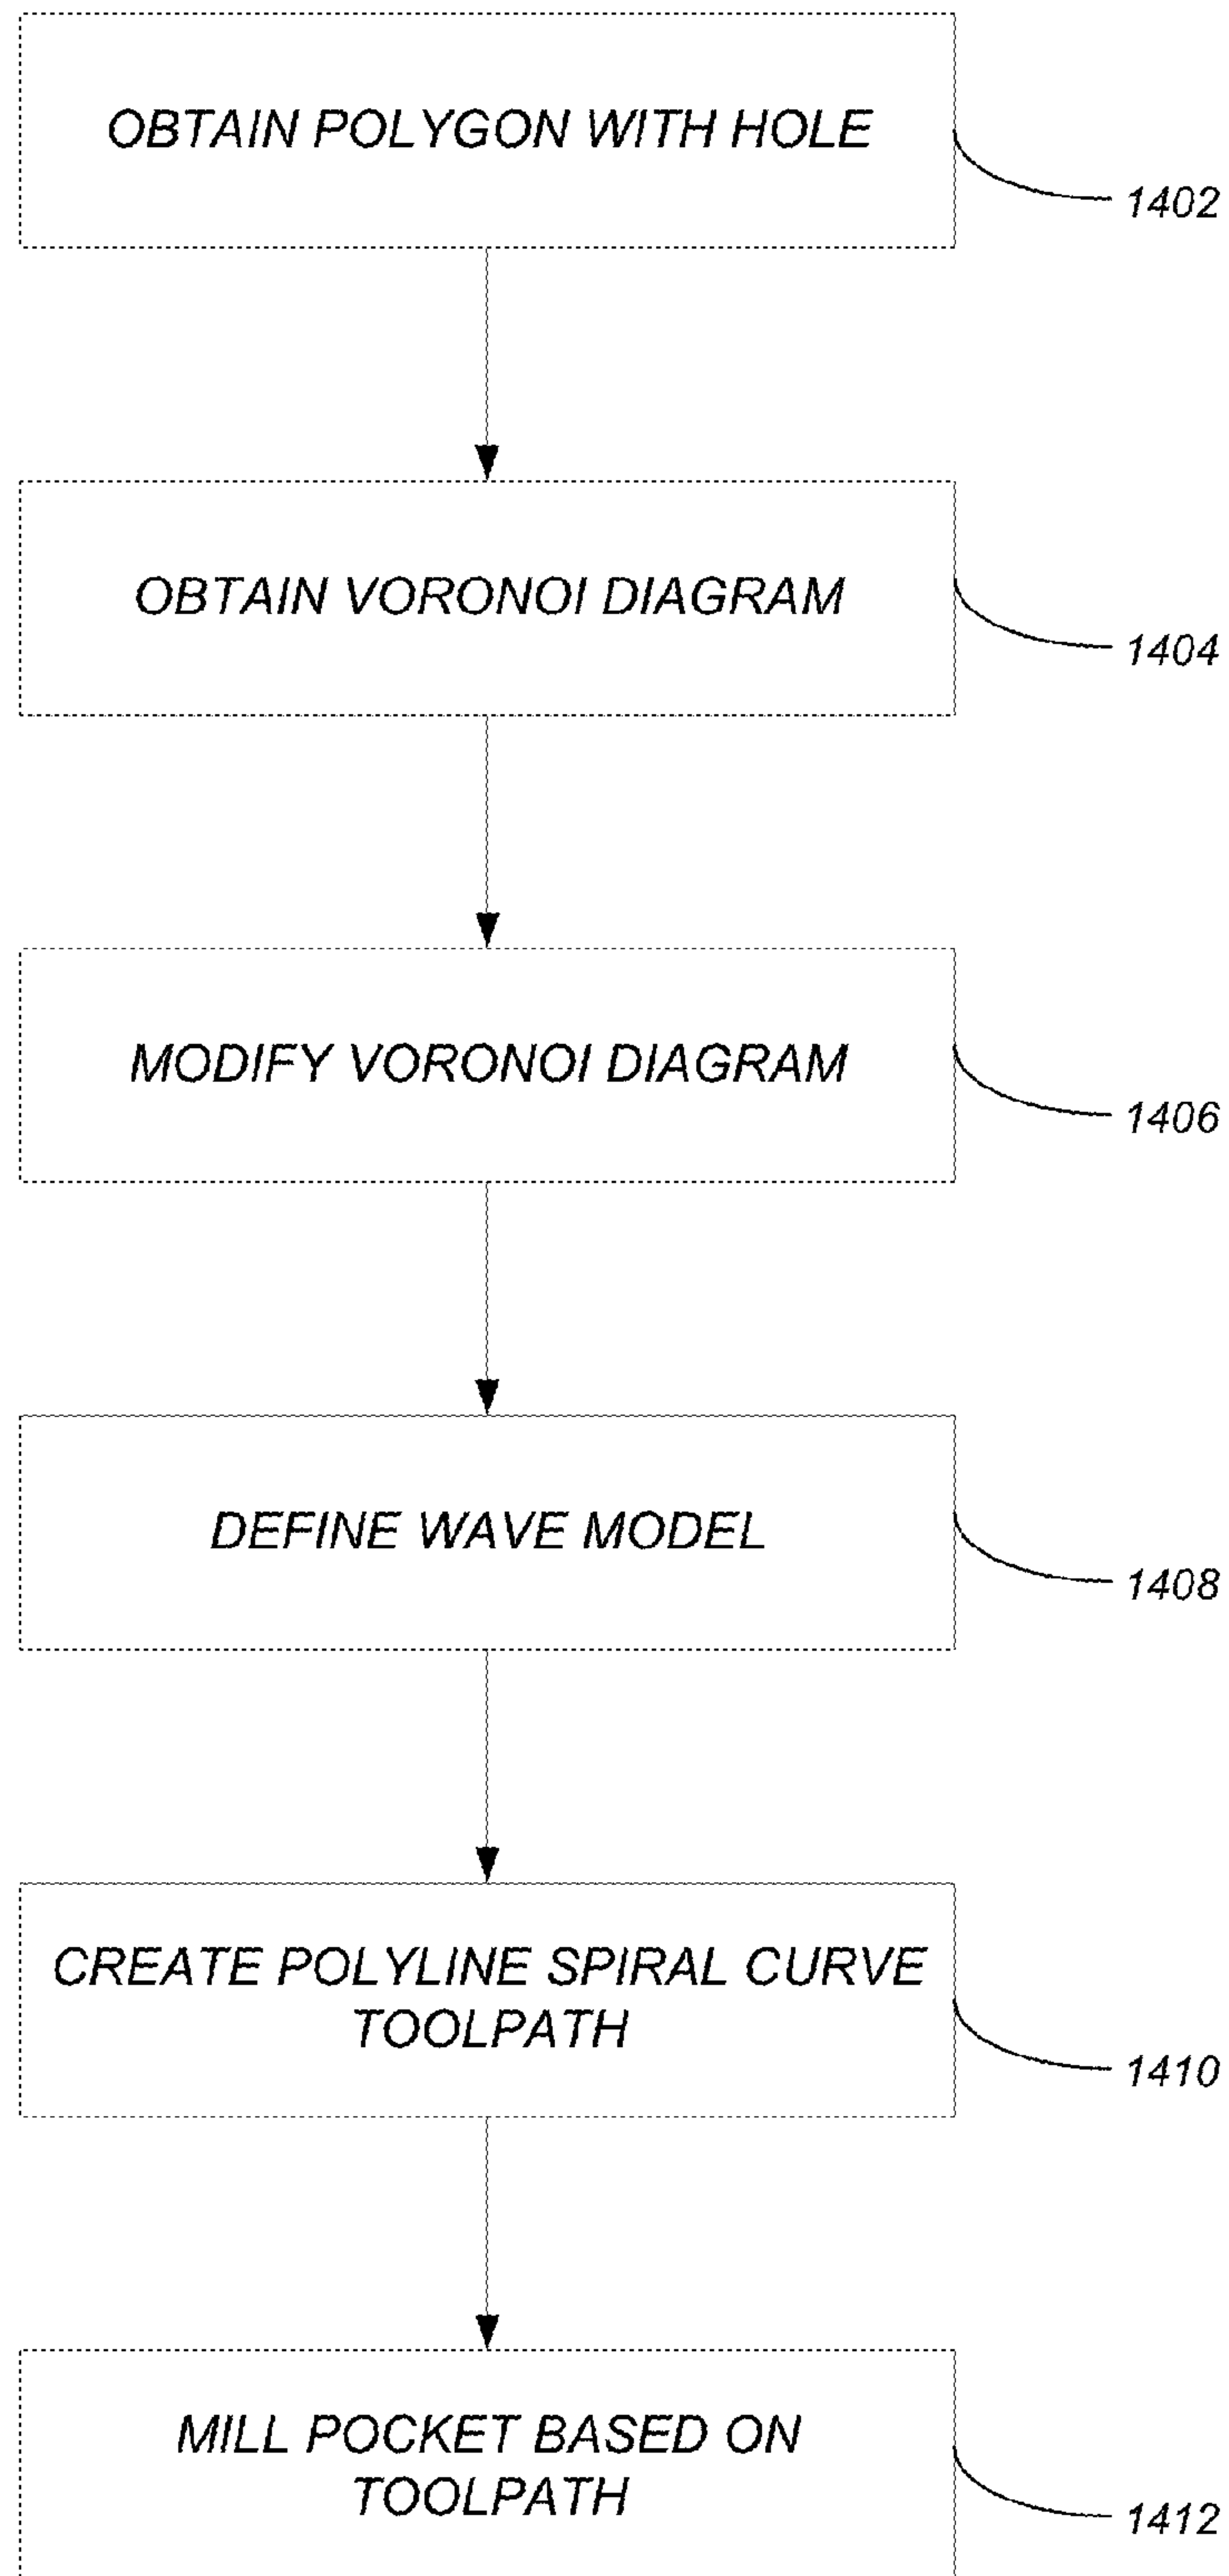 OBTAIN POLYGON WITH HOLE
1402
OBTAIN VORONOI DIAGRAM
1404
MODIFY VORONOI DIAGRAM
1406
DEFINE WAVE MODEL
1408
CREATE POLYLINE SPIRAL CURVE
TOOLPATH
1410
MILL POCKET BASED ON
TOOLPATH
1412